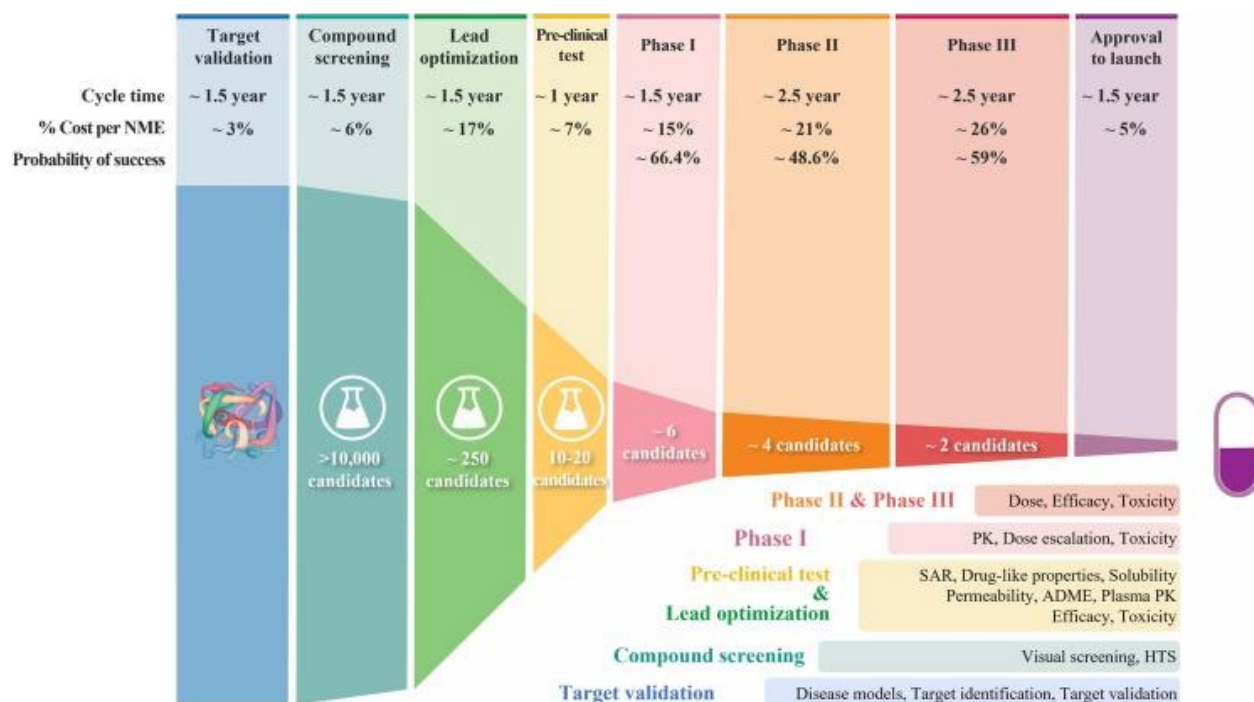 Target
validation
Compound
screening
Lead
optimization
Pre-clinical
test
Phase I
Phase II
Phase III
Approval
to launch
Cycle time ~ 1.5 year ~ 1.5 year ~ 1.5 year ~ 1 year ~ 1.5 year ~ 2.5 year ~ 2.5 year ~ 1.5 year
% Cost per NME ~ 3% ~ 6% ~ 17% ~ 7% ~ 15% ~ 21% ~ 26% ~ 5%
Probability of success ~ 66.4% ~ 48.6% ~ 59%
>10,000
candidates
~ 250
candidates
10-20
candidates
~ 6
candidates
~ 4 candidates
~ 2 candidates
Phase II & Phase III
Dose, Efficacy, Toxicity
Phase I
PK, Dose escalation, Toxicity
Pre-clinical test
&
Lead optimization
SAR, Drug-like properties, Solubility
Permeability, ADME, Plasma PK
Efficacy, Toxicity
Compound screening
Visual screening, HTS
Target validation
Disease models, Target identification, Target validation